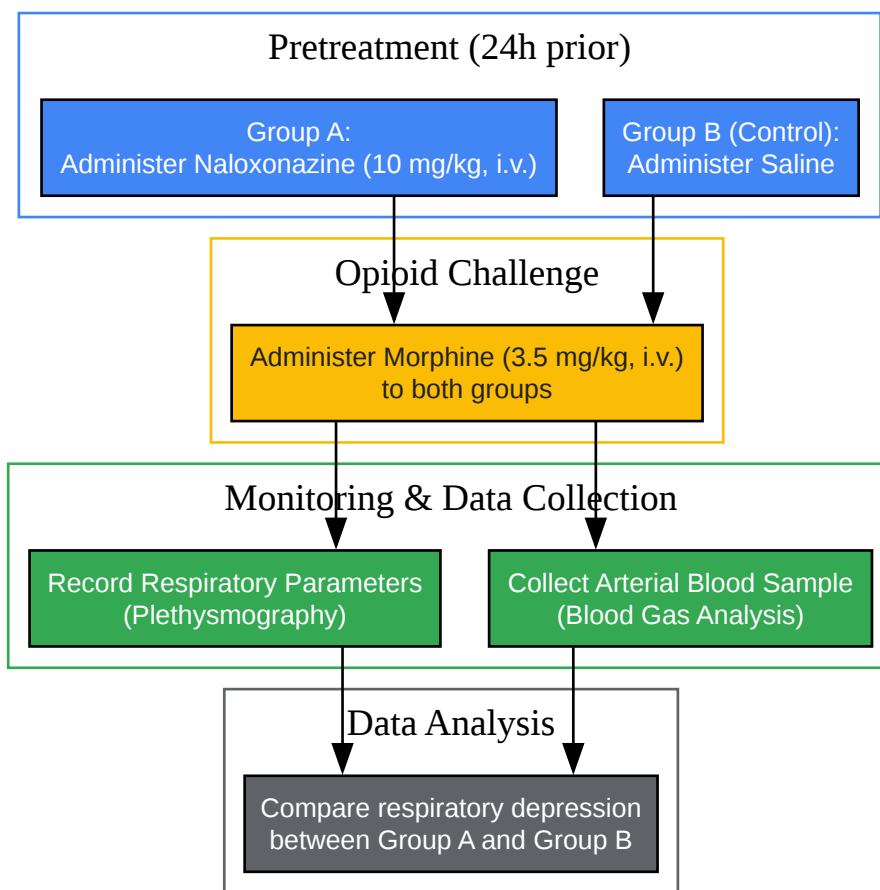 Pretreatment (24h prior)
Group A:
Administer Naloxonazine (10 mg/kg, i.v.)
Group B (Control):
Administer Saline
Opioid Challenge
Administer Morphine (3.5 mg/kg, i.v.)
to both groups
Monitoring & Data Collection
Record Respiratory Parameters
(Plethysmography)
Collect Arterial Blood Sample
(Blood Gas Analysis)
Data Analysis
Compare respiratory depression
between Group A and Group B